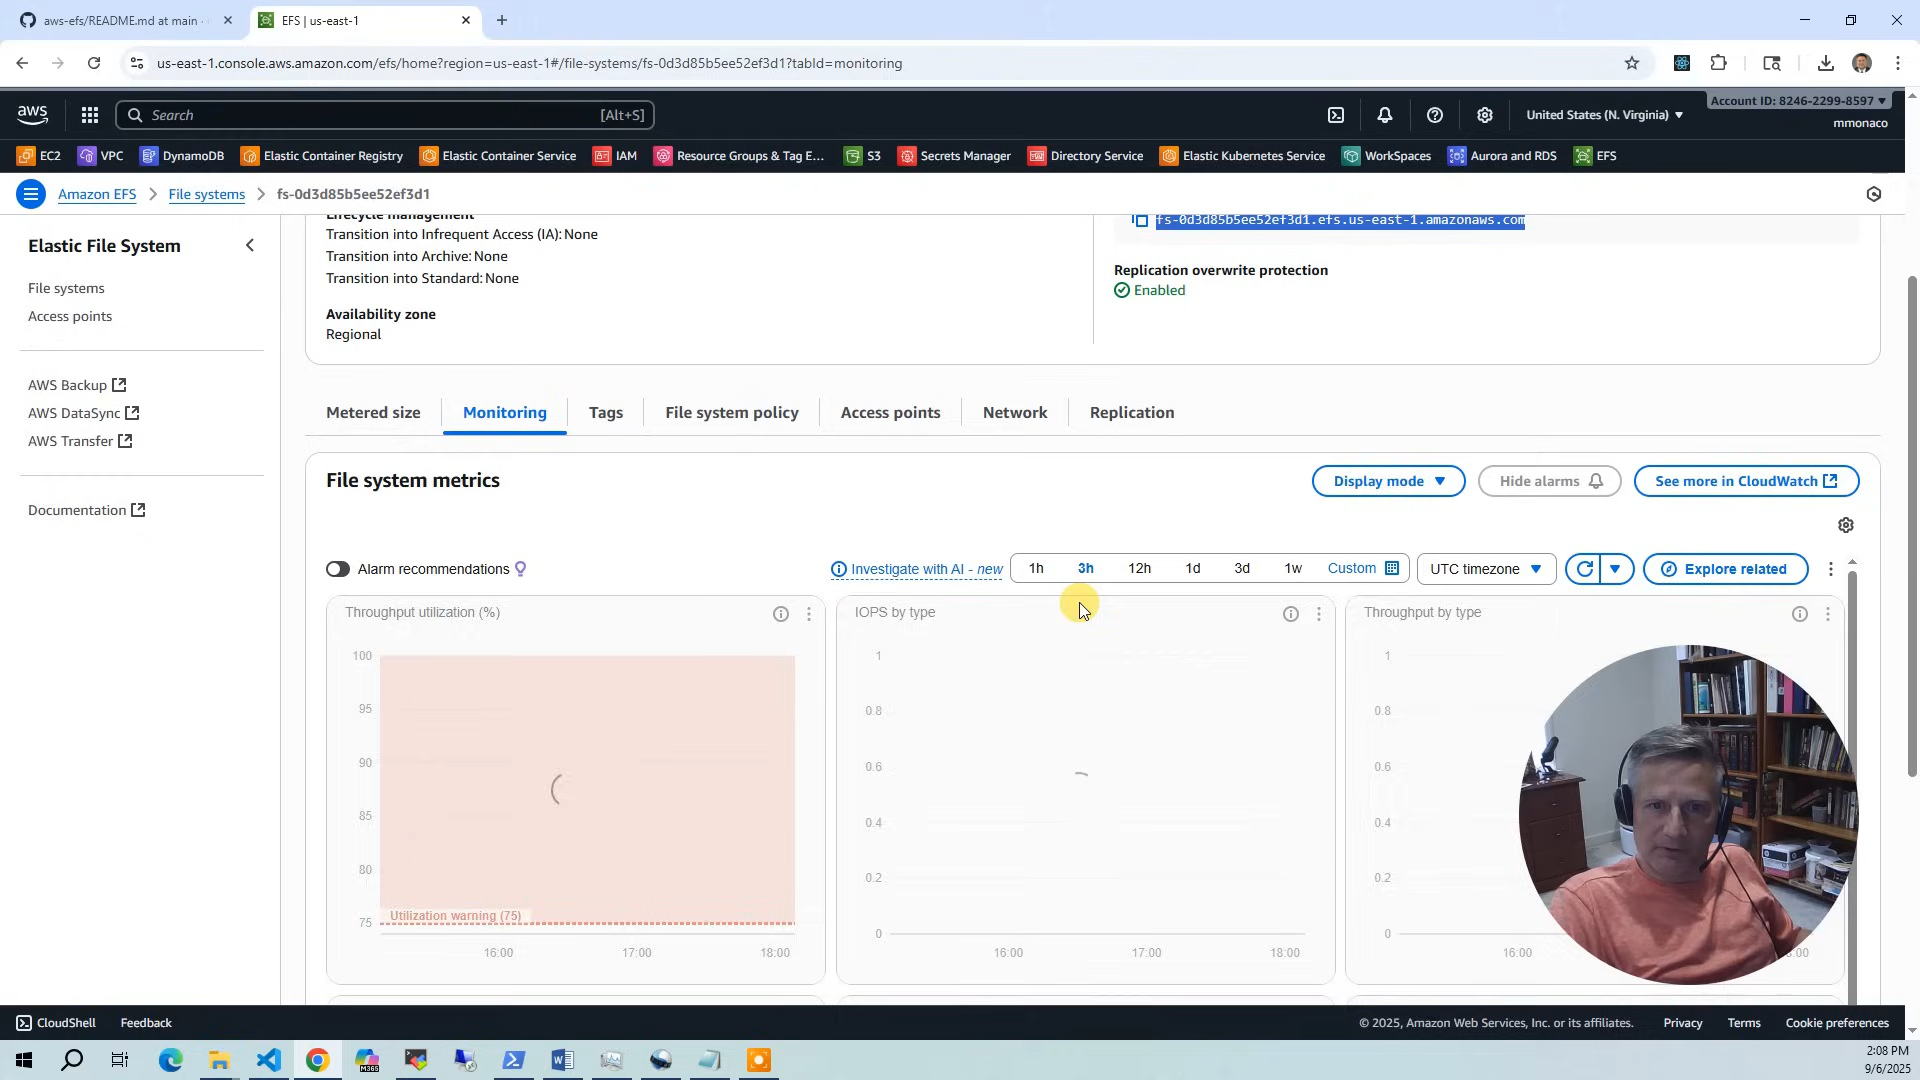 aws-efs/README.md at main
EFS | us-east-1
us-east-1.console.aws.amazon.com/efs/home?region=us-east-1#/file-systems/fs-0d3d85b5ee52ef3d1?tabId=monitoring
aws
Search
[Alt+S]
United States (N. Virginia)
Account ID: 8246-2299-8597
mmonaco
EC2 VPC DynamoDB Elastic Container Registry Elastic Container Service IAM Resource Groups & Tag E... S3 Secrets Manager Directory Service Elastic Kubernetes Service WorkSpaces Aurora and RDS EFS
Amazon EFS > File systems > fs-0d3d85b5ee52ef3d1
Elastic File System
File systems
Access points
AWS Backup
AWS DataSync
AWS Transfer
Documentation
Lifecycle management
Transition into Infrequent Access (IA): None
Transition into Archive: None
Transition into Standard: None
Availability zone
Regional
fs-0d3d85b5ee52ef3d1.efs.us-east-1.amazonaws.com
Replication overwrite protection
Enabled
Metered size Monitoring Tags File system policy Access points Network Replication
File system metrics
Display mode
Hide alarms
See more in CloudWatch
Alarm recommendations
Investigate with AI - new
1h 3h 12h 1d 3d 1w Custom
UTC timezone
Explore related
Throughput utilization (%)
100
95
90
85
80
75
Utilization warning (75)
16:00 17:00 18:00
IOPS by type
1
0.8
0.6
0.4
0.2
0
16:00 17:00 18:00
Throughput by type
1
0.8
0.6
0.4
0.2
0
16:00
CloudShell Feedback
© 2025, Amazon Web Services, Inc. or its affiliates. Privacy Terms Cookie preferences
2:08 PM
9/6/2025